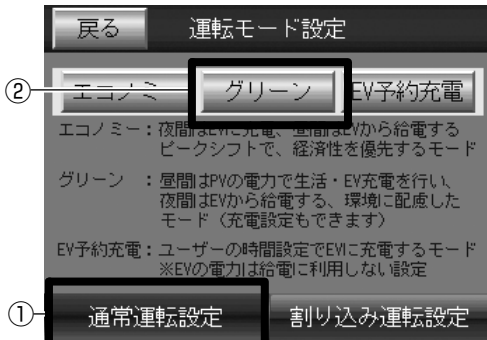 戻る 運転モード設定
② エコノミー グリーン EV予約充電
エコノミー：夜間はEVに充電、昼間はEVから給電する
ピークシフトで、経済性を優先するモード
グリーン ：昼間はPVの電力で生活・EV充電を行い、
夜間はEVから給電する、環境に配慮した
モード（充電設定もできます）
EV予約充電：ユーザーの時間設定でEVに充電するモード
※EVの電力は給電に利用しない設定
① 通常運転設定 割り込み運転設定